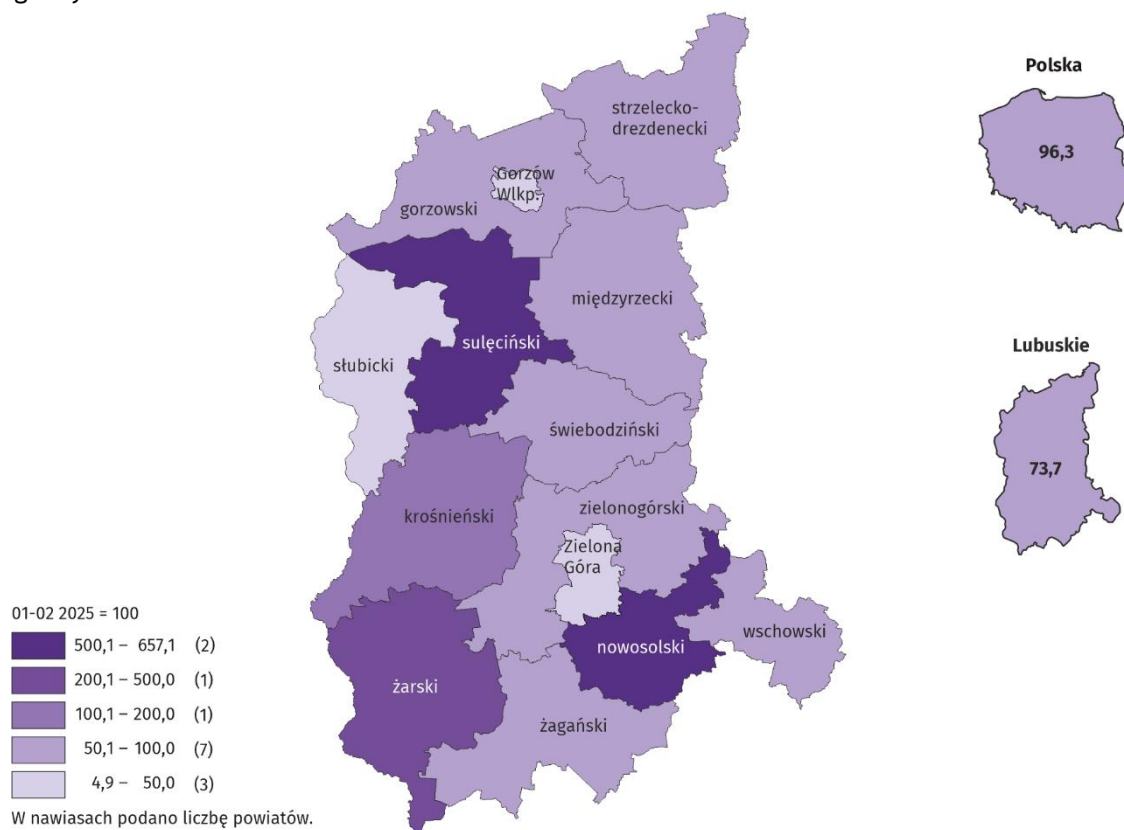 strzelecko-
drezdenecki
Gorzów
Wlkp.
gorzowski
międzyrzecki
sulęciński
słubicki
świebodziński
zielonogórski
krośnieński
Zielona
Góra
wschowski
nowosolski
żarski
żagański
Polska
96,3
Lubuskie
73,7
01-02 2025 = 100
500,1 – 657,1 (2)
200,1 – 500,0 (1)
100,1 – 200,0 (1)
50,1 – 100,0 (7)
4,9 – 50,0 (3)
W nawiasach podano liczbę powiatów.